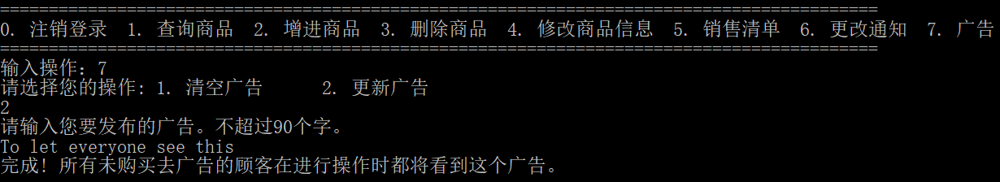 ==========================================================================================
0. 注销登录  1. 查询商品  2. 增进商品  3. 删除商品  4. 修改商品信息  5. 销售清单  6. 更改通知  7. 广告
==========================================================================================
输入操作：7
请选择您的操作：1. 清空广告      2. 更新广告
2
请输入您要发布的广告。不超过90个字。
To let everyone see this
完成！所有未购买去广告的顾客在进行操作时都将看到这个广告。